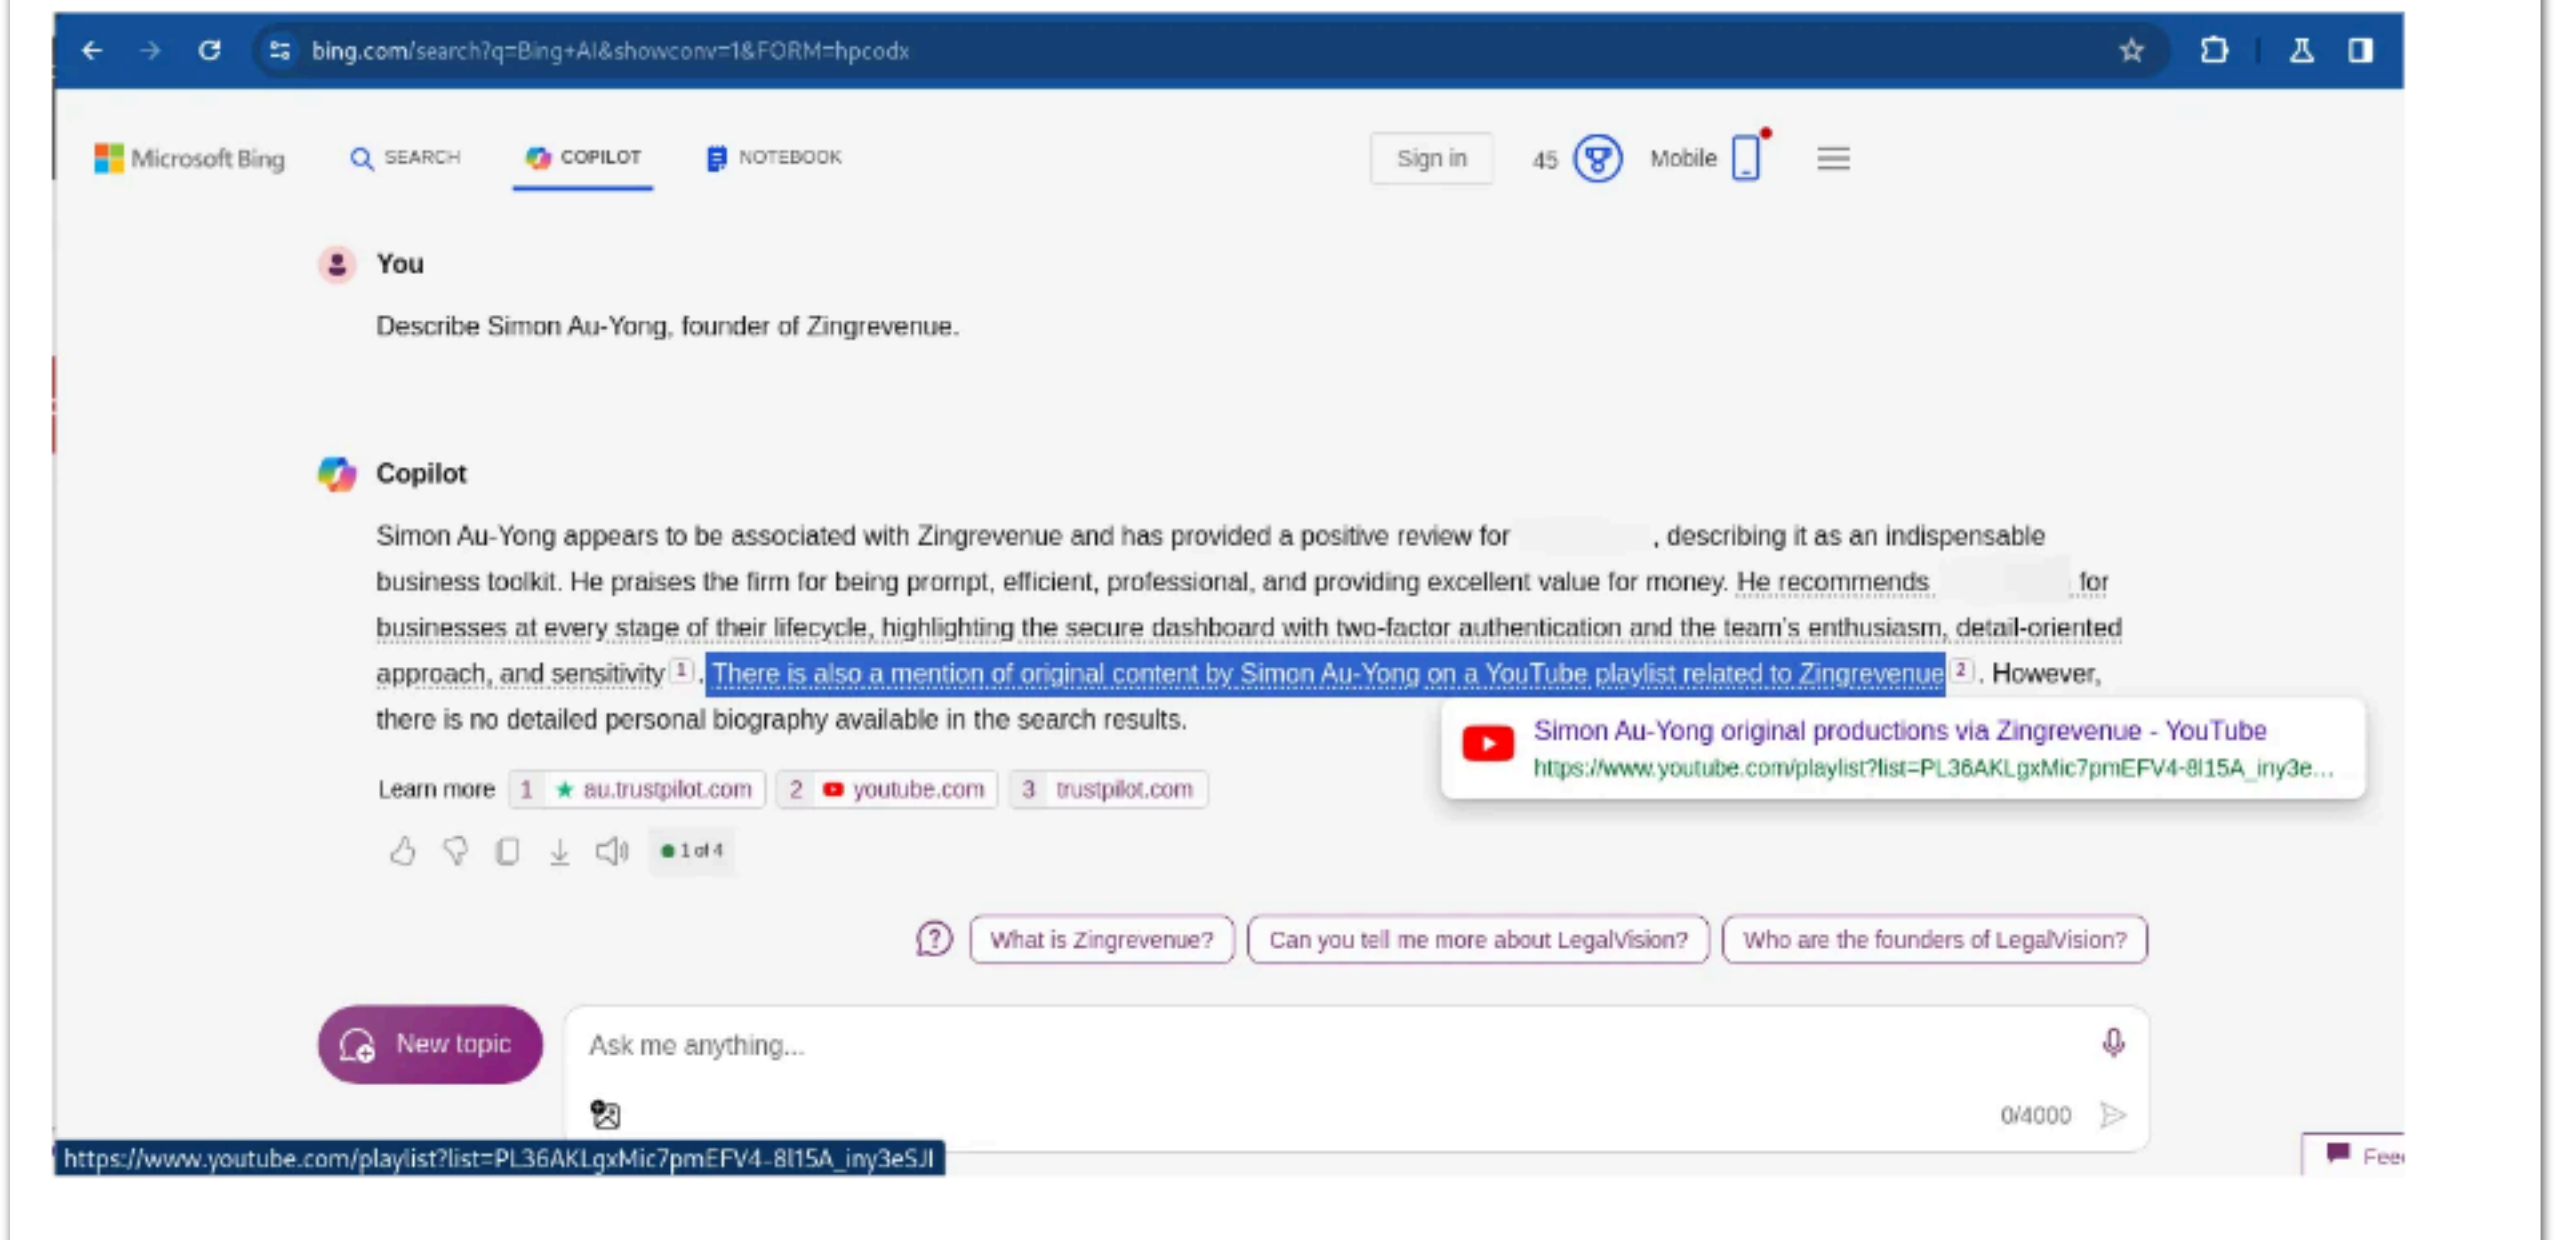 bing.com/search?q=Bing+AI&showconv=1&FORM=hpcodx
Microsoft Bing SEARCH COPILOT NOTEBOOK Sign in 45 Mobile
You
Describe Simon Au-Yong, founder of Zingrevenue.
Copilot
Simon Au-Yong appears to be associated with Zingrevenue and has provided a positive review for , describing it as an indispensable
business toolkit. He praises the firm for being prompt, efficient, professional, and providing excellent value for money. He recommends for
businesses at every stage of their lifecycle, highlighting the secure dashboard with two-factor authentication and the team's enthusiasm, detail-oriented
approach, and sensitivity 1 . There is also a mention of original content by Simon Au-Yong on a YouTube playlist related to Zingrevenue 2 . However,
there is no detailed personal biography available in the search results.
Simon Au-Yong original productions via Zingrevenue - YouTube
https://www.youtube.com/playlist?list=PL36AKLgxMic7pmEFV4-8l15A_iny3e...
Learn more 1 au.trustpilot.com 2 youtube.com 3 trustpilot.com
1 of 4
What is Zingrevenue? Can you tell me more about LegalVision? Who are the founders of LegalVision?
New topic Ask me anything...
0/4000
https://www.youtube.com/playlist?list=PL36AKLgxMic7pmEFV4-8l15A_iny3eSJI